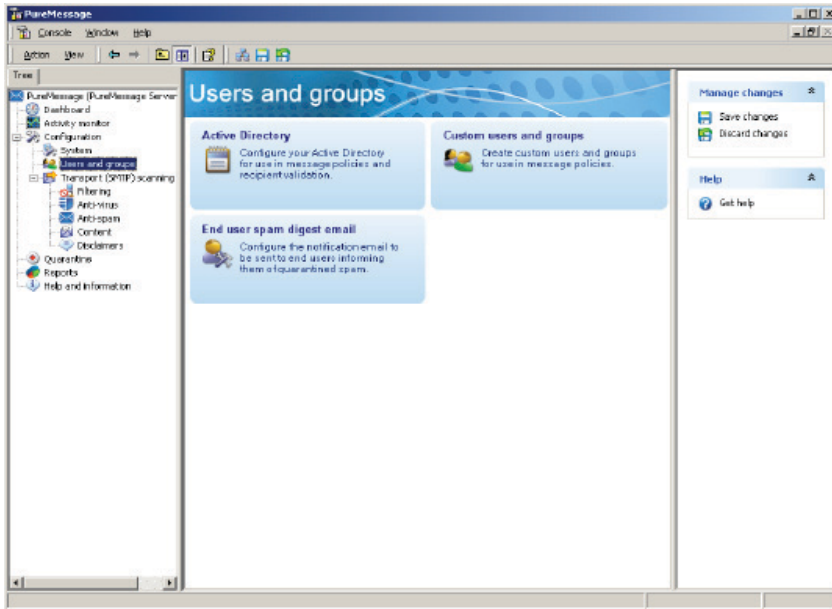 PureMessage
Console Window Help
Action View
Tree
PureMessage (PureMessage Server
Dashboard
Activity monitor
Configuration
System
Users and groups
Transport (SMTP) scanning
Filtering
Anti-virus
Anti-spam
Content
Disclaimers
Quarantine
Reports
Help and information
Users and groups
Active Directory
Configure your Active Directory
for use in message policies and
recipient validation.
Custom users and groups
Create custom users and groups
for use in message policies.
End user spam digest email
Configure the notification email to
be sent to end users informing
them of quarantined spam.
Manage changes
Save changes
Discard changes
Help
Get help